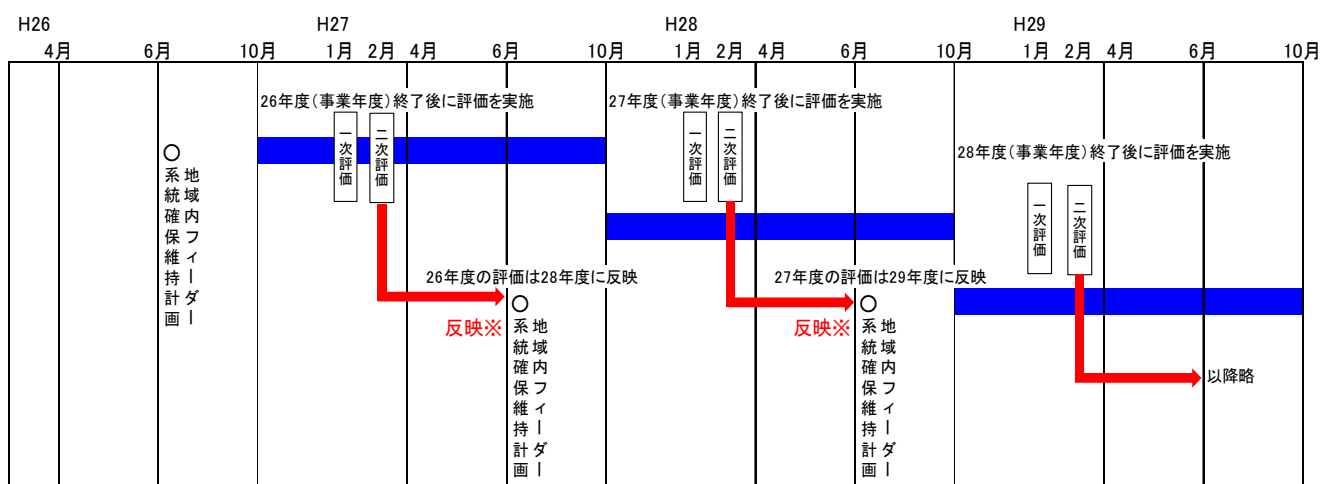 H26
H27
H28
H29
4月
6月
10月
1月
2月
4月
6月
10月
1月
2月
4月
6月
10月
1月
2月
4月
6月
10月
26年度（事業年度）終了後に評価を実施
27年度（事業年度）終了後に評価を実施
28年度（事業年度）終了後に評価を実施
一次評価
二次評価
一次評価
二次評価
一次評価
二次評価
○
地域内フィーダー
系統確保維持計画
26年度の評価は28年度に反映
反映※
○
地域内フィーダー
系統確保維持計画
27年度の評価は29年度に反映
反映※
○
地域内フィーダー
系統確保維持計画
以降略